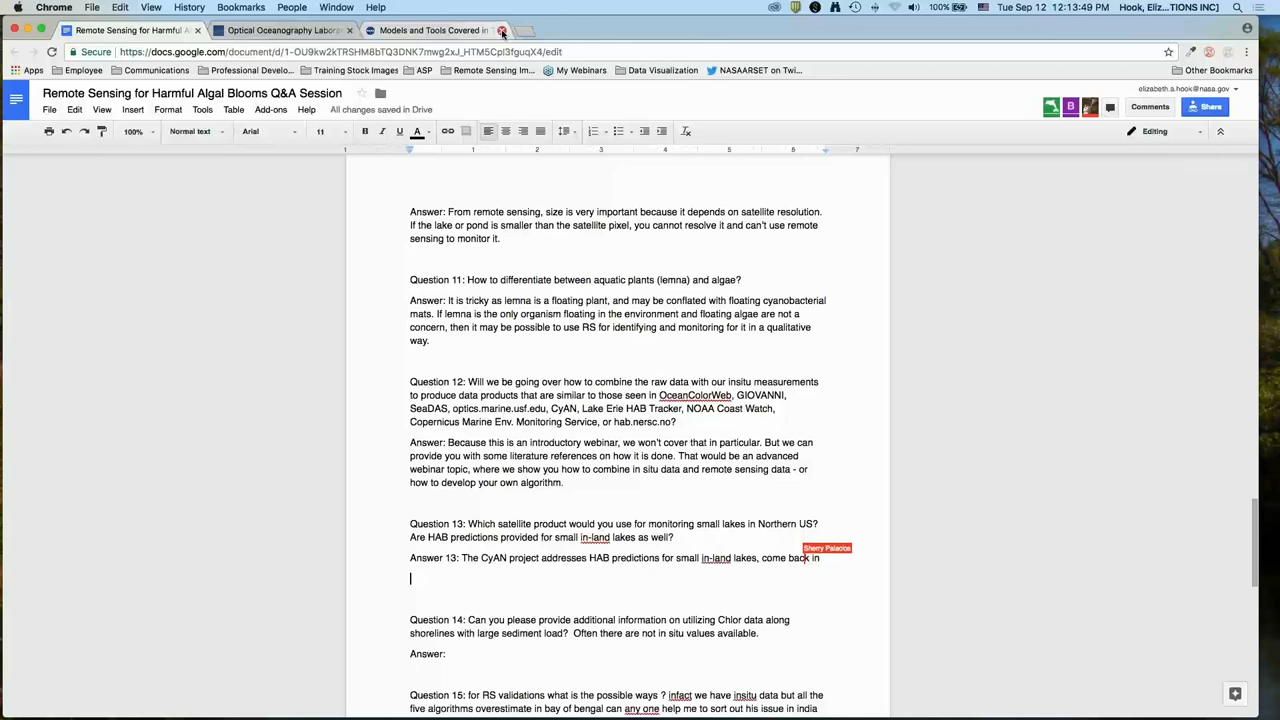 Chrome File Edit View History Bookmarks People Window Help
Tue Sep 12 12:13:49 PM Hook, Eliz...TIONS INC]
Remote Sensing for Harmful Al
Optical Oceanography Labora
Models and Tools Covered in T
Secure https://docs.google.com/document/d/1-OU9kw2kTRSHM8bTQ3DNK7mwg2xJ_HTM5Cpl3fguqX4/edit
Apps Employee Communications Professional Develo... Training Stock Images ASP Remote Sensing Im... My Webinars Data Visualization NASAARSET on Twi... Other Bookmarks
Remote Sensing for Harmful Algal Blooms Q&A Session
elizabeth.a.hook@nasa.gov
File Edit View Insert Format Tools Table Add-ons Help All changes saved in Drive
B
Comments Share
100% Normal text Arial 11 B I U A Editing
1 1 2 3 4 5 6 7
Answer: From remote sensing, size is very important because it depends on satellite resolution.
If the lake or pond is smaller than the satellite pixel, you cannot resolve it and can't use remote
sensing to monitor it.
Question 11: How to differentiate between aquatic plants (lemna) and algae?
Answer: It is tricky as lemna is a floating plant, and may be conflated with floating cyanobacterial
mats. If lemna is the only organism floating in the environment and floating algae are not a
concern, then it may be possible to use RS for identifying and monitoring for it in a qualitative
way.
Question 12: Will we be going over how to combine the raw data with our insitu measurements
to produce data products that are similar to those seen in OceanColorWeb, GIOVANNI,
SeaDAS, optics.marine.usf.edu, CyAN, Lake Erie HAB Tracker, NOAA Coast Watch,
Copernicus Marine Env. Monitoring Service, or hab.nersc.no?
Answer: Because this is an introductory webinar, we won't cover that in particular. But we can
provide you with some literature references on how it is done. That would be an advanced
webinar topic, where we show you how to combine in situ data and remote sensing data - or
how to develop your own algorithm.
Question 13: Which satellite product would you use for monitoring small lakes in Northern US?
Are HAB predictions provided for small in-land lakes as well?
Sherry Palacios
Answer 13: The CyAN project addresses HAB predictions for small in-land lakes, come back in
Question 14: Can you please provide additional information on utilizing Chlor data along
shorelines with large sediment load? Often there are not in situ values available.
Answer:
Question 15: for RS validations what is the possible ways ? infact we have insitu data but all the
five algorithms overestimate in bay of bengal can any one help me to sort out his issue in india